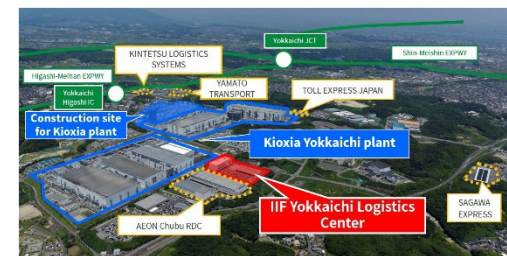 Yokkaichi JCT
KINTETSU LOGISTICS
SYSTEMS
Shin-Meishin EXPWY
Higashi-Meihan EXPWY
YAMATO
TRANSPORT
TOLL EXPRESS JAPAN
Yokkaichi
Higashi IC
Construction site
for Kioxia plant
Kioxia Yokkaichi plant
IIF Yokkaichi Logistics
Center
SAGAWA
EXPRESS
AEON Chubu RDC